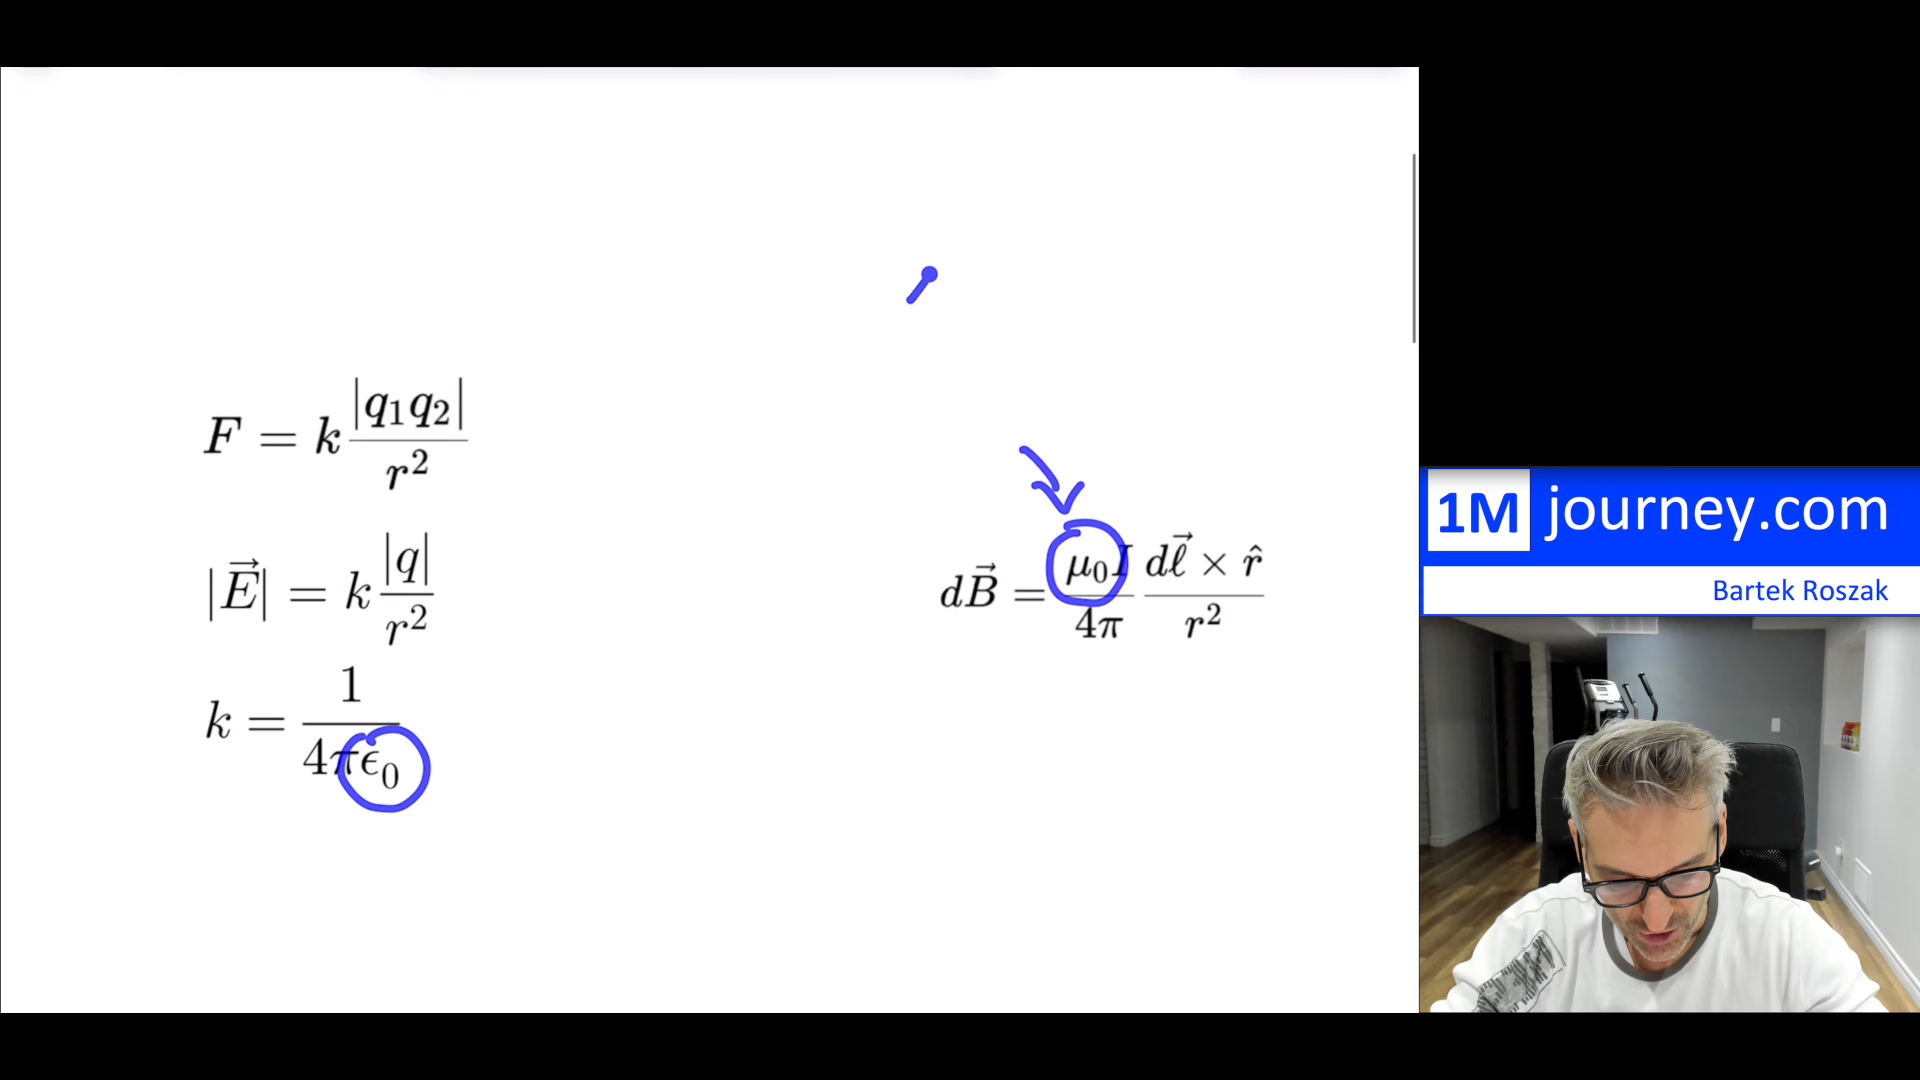 F = k |q₁q₂| / r²
|E⃗| = k |q| / r²
k = 1 / 4πϵ₀
dB⃗ = μ₀I / 4π dℓ⃗ × r̂ / r²
1M journey.com
Bartek Roszak